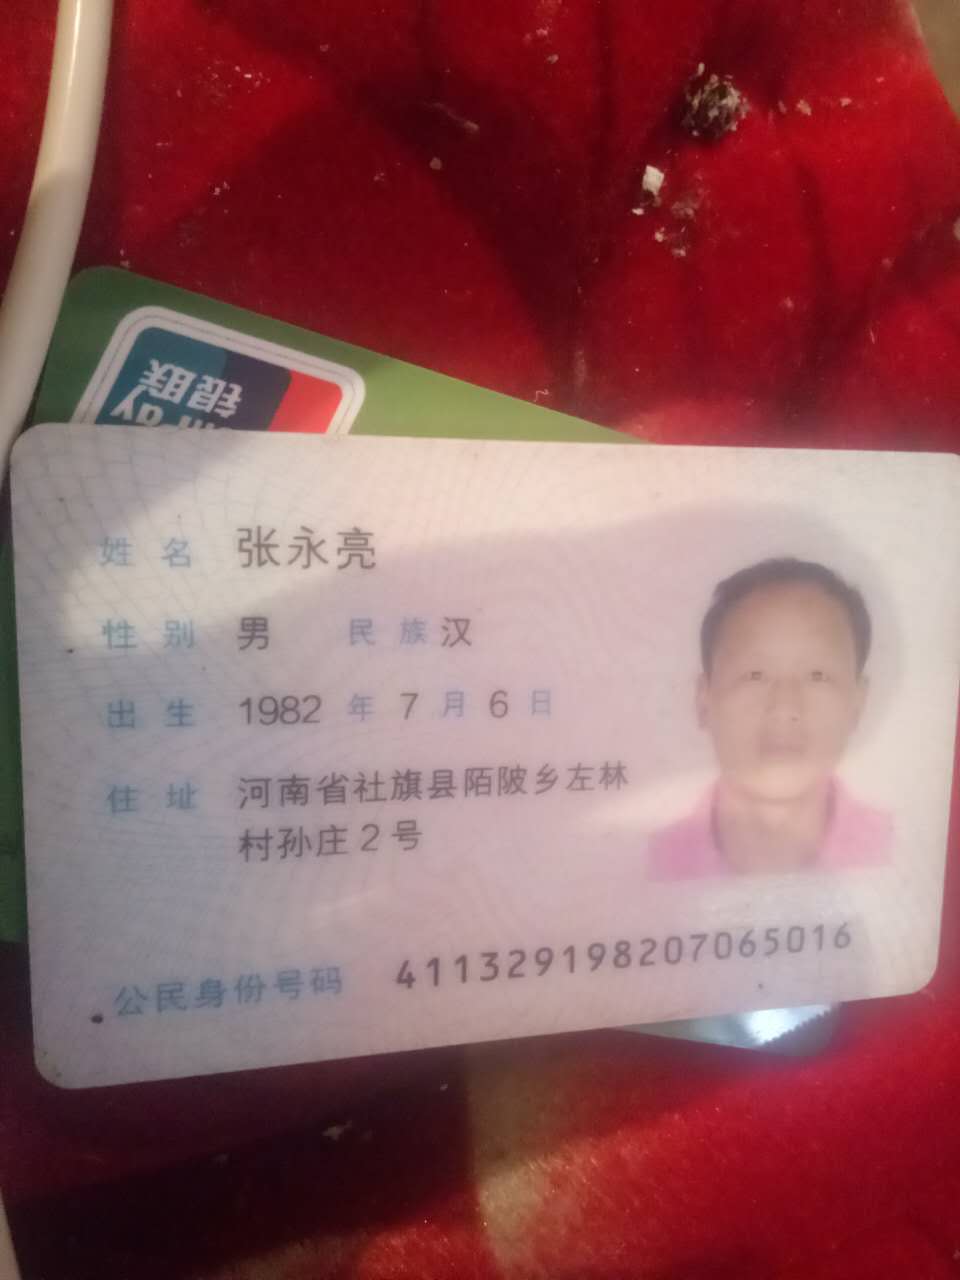 银联
姓名 张永亮
性别 男 民族 汉
出生 1982 年 7 月 6 日
住址 河南省社旗县陌陂乡左林
村孙庄2号
公民身份号码 411329198207065016